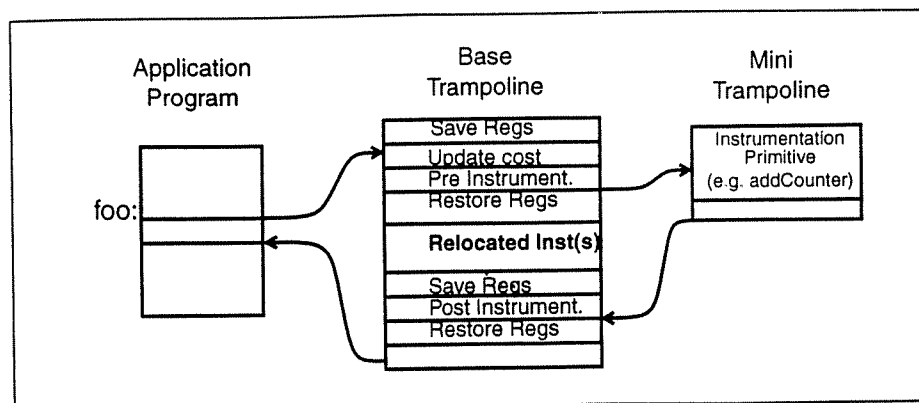 Application
Program
Base
Trampoline
Mini
Trampoline
foo:
Save Regs
Update cost
Pre Instrument.
Restore Regs
Relocated Inst(s)
Save Regs
Post Instrument.
Restore Regs
Instrumentation
Primitive
(e.g. addCounter)